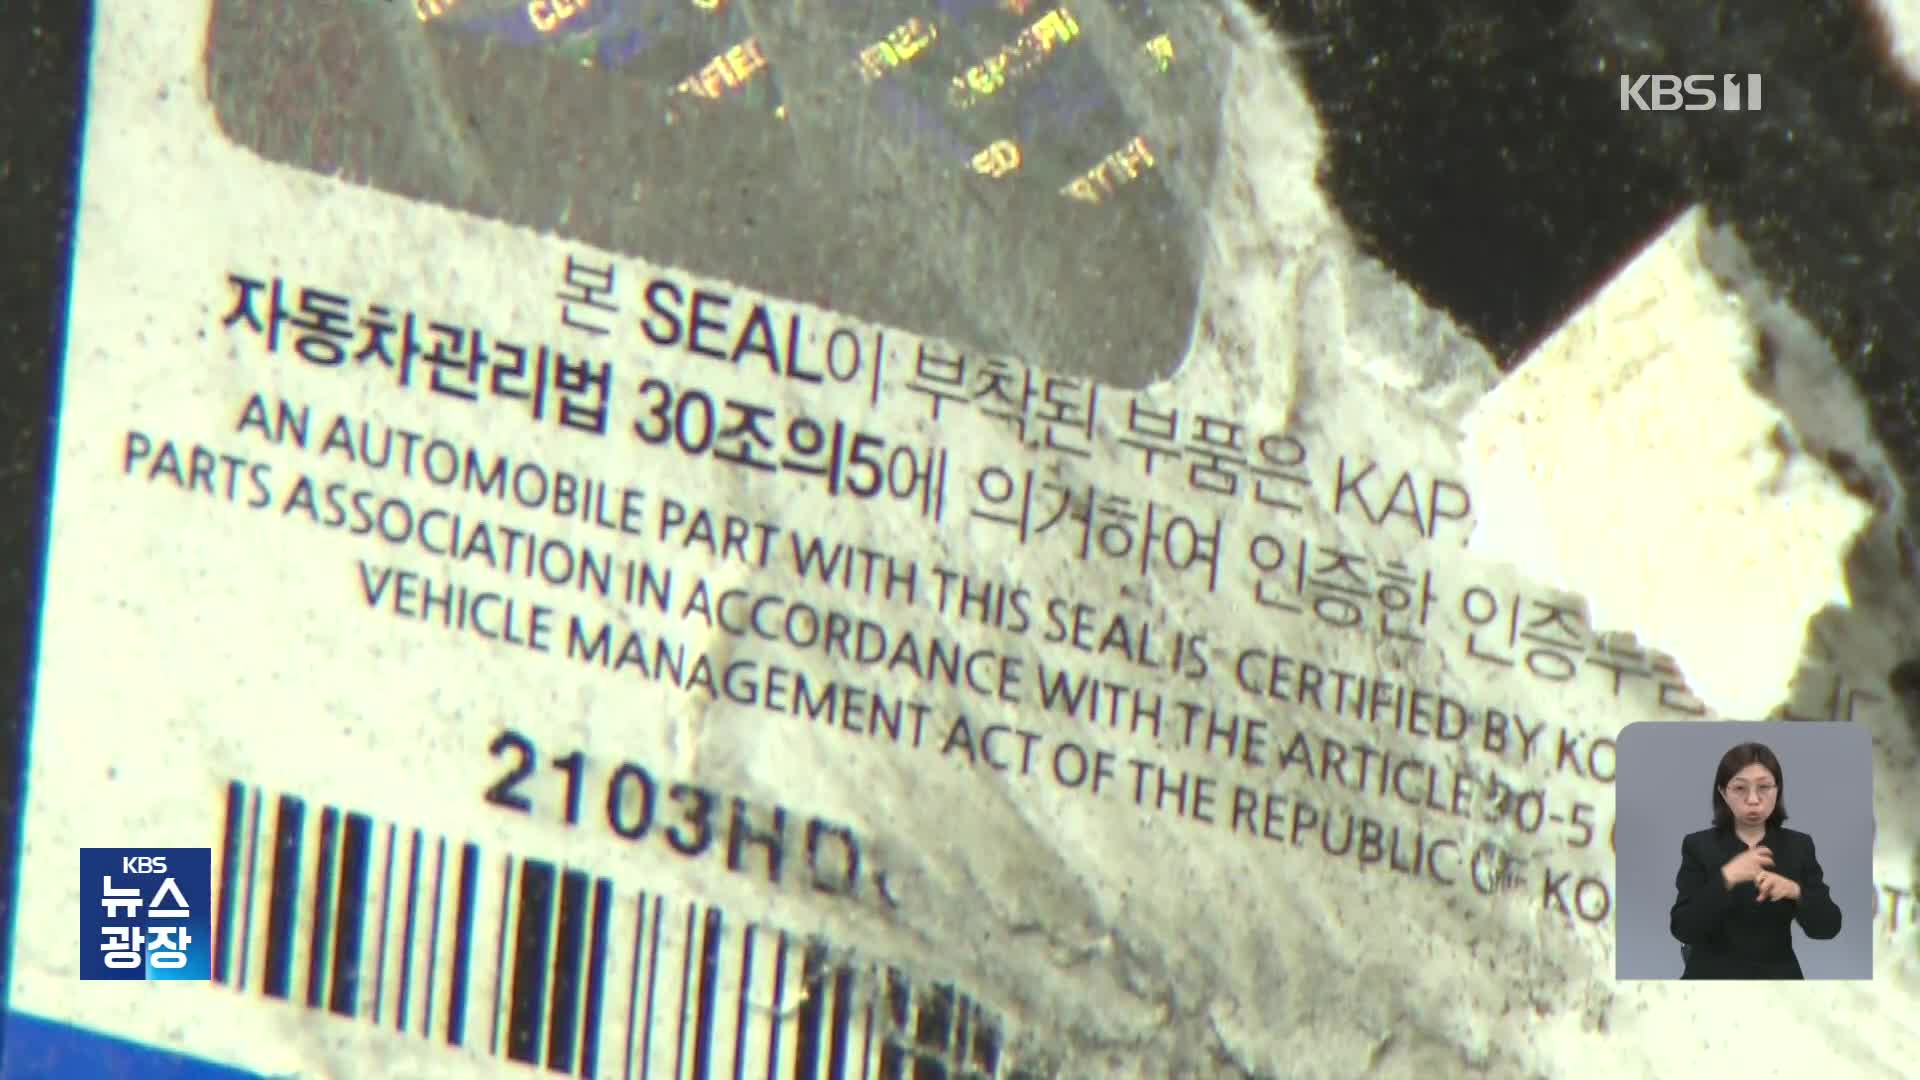 KBS 1
CERTIFIED
본 SEAL이 부착된 부품은 KAP
자동차관리법 30조의5에 의거하여 인증한 인증부
AN AUTOMOBILE PART WITH THIS SEAL IS CERTIFIED BY KO
PARTS ASSOCIATION IN ACCORDANCE WITH THE ARTICLE 30-5
VEHICLE MANAGEMENT ACT OF THE REPUBLIC OF KO
2103HD
KBS
뉴스
광장